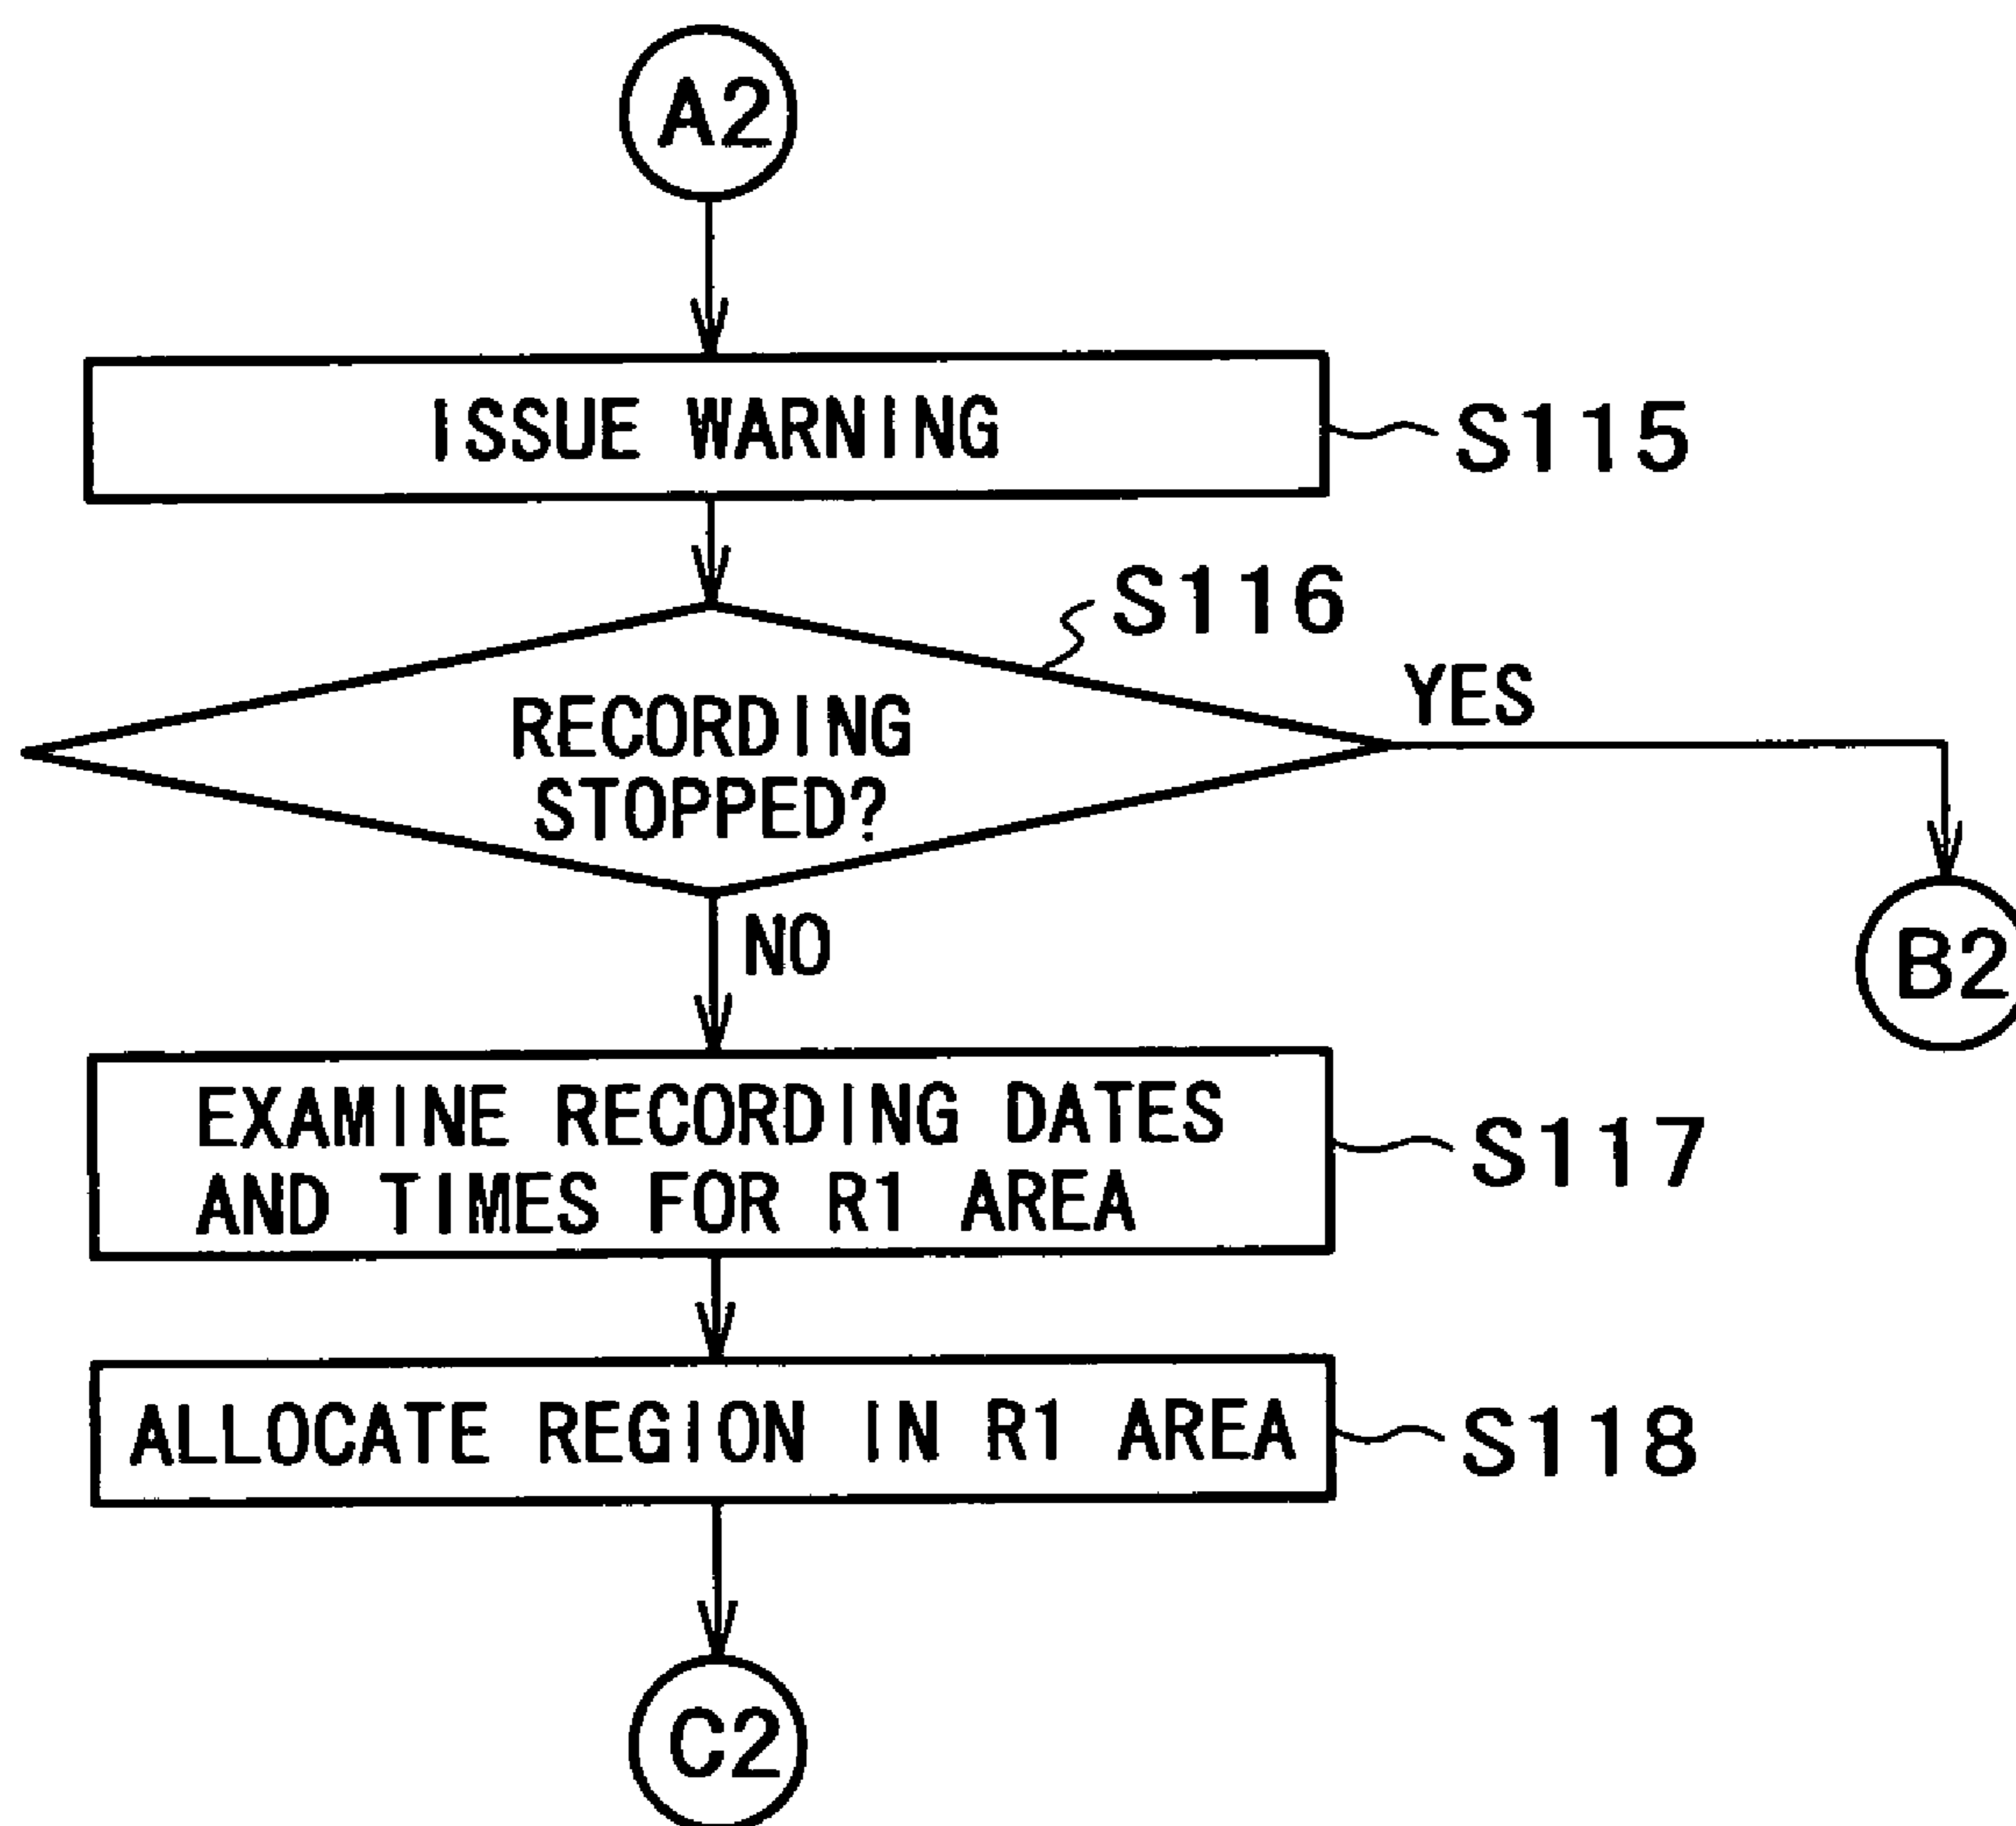 A2
ISSUE WARNING
S115
S116
RECORDING
STOPPED?
YES
B2
NO
EXAMINE RECORDING DATES
AND TIMES FOR R1 AREA
S117
ALLOCATE REGION IN R1 AREA
S118
C2